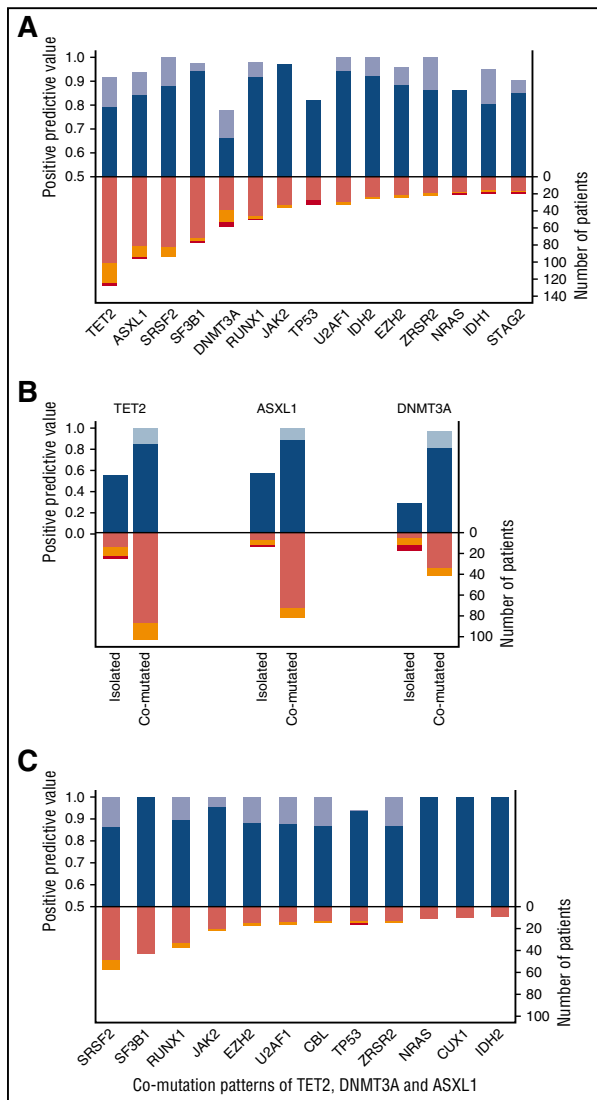 A
Positive predictive value
1.0
0.9
0.8
0.7
0.6
0.5
0
20
40
60
80
100
120
140
Number of patients
TET2
ASXL1
SRSF2
SF3B1
DNMT3A
RUNX1
JAK2
TP53
U2AF1
IDH2
EZH2
ZRSR2
NRAS
IDH1
STAG2
B
TET2
ASXL1
DNMT3A
Positive predictive value
1.0
0.8
0.6
0.4
0.2
0.0
0
20
40
60
80
100
Number of patients
Isolated
Co-mutated
Isolated
Co-mutated
Isolated
Co-mutated
C
Positive predictive value
1.0
0.9
0.8
0.7
0.6
0.5
0
20
40
60
80
100
Number of patients
SRSF2
SF3B1
RUNX1
JAK2
EZH2
U2AF1
CBL
TP53
ZRSR2
NRAS
CUX1
IDH2
Co-mutation patterns of TET2, DNMT3A and ASXL1